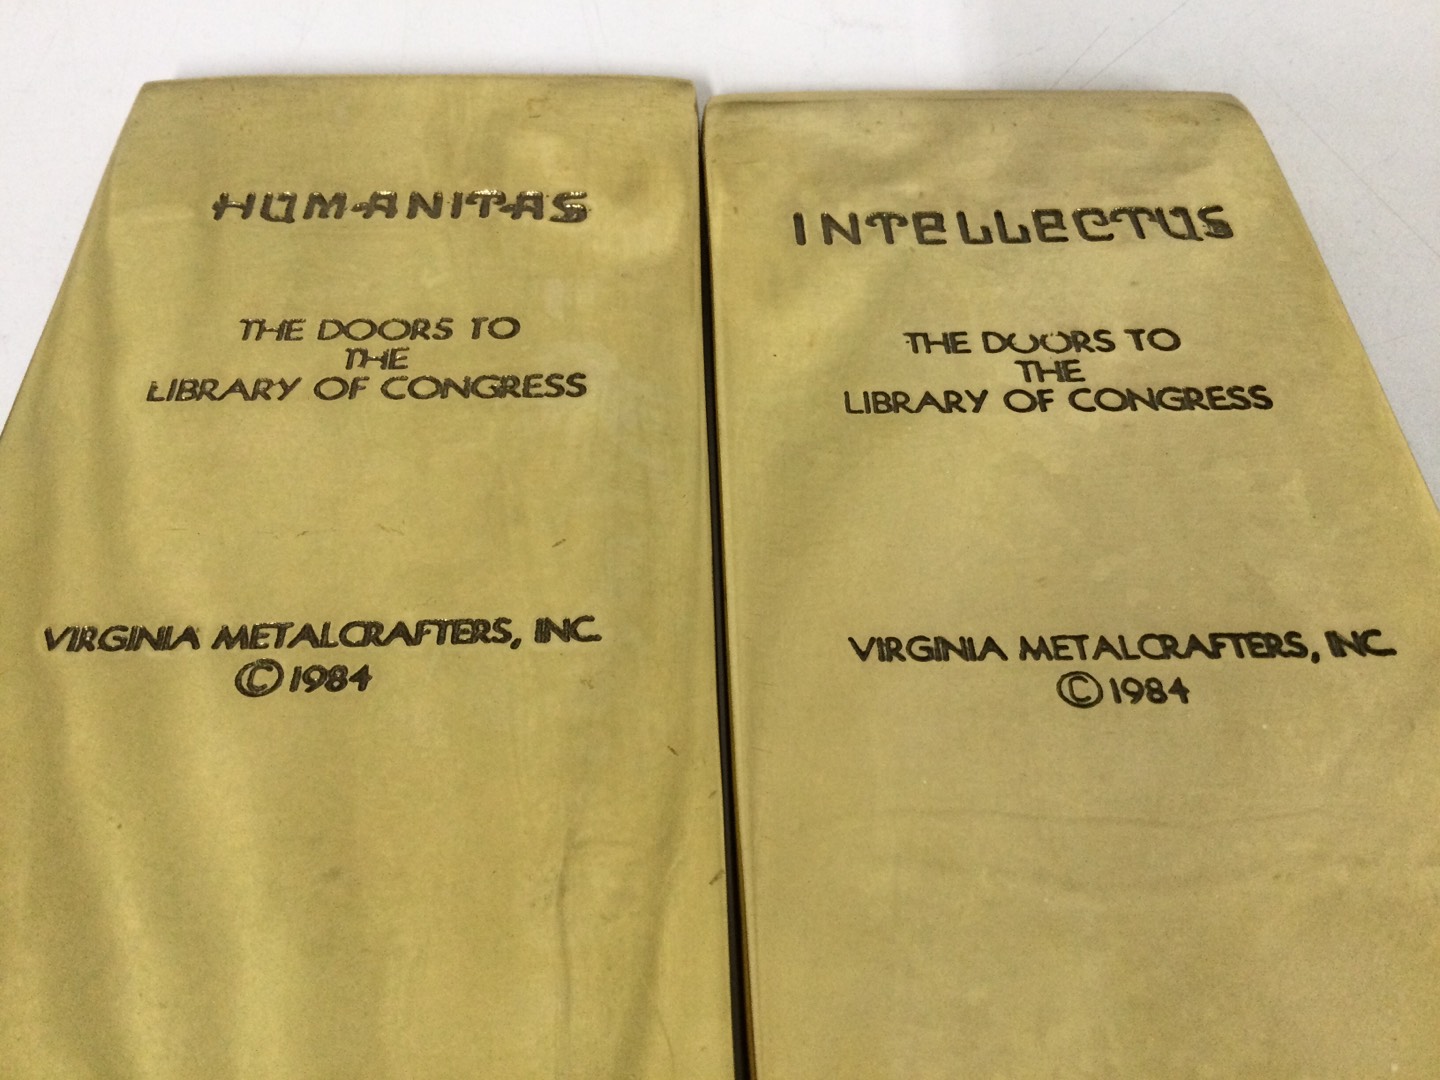 HUMANITAS
THE DOORS TO
THE
LIBRARY OF CONGRESS
VIRGINIA METALCRAFTERS, INC.
©1984
INTELLECTUS
THE DOORS TO
THE
LIBRARY OF CONGRESS
VIRGINIA METALCRAFTERS, INC.
©1984